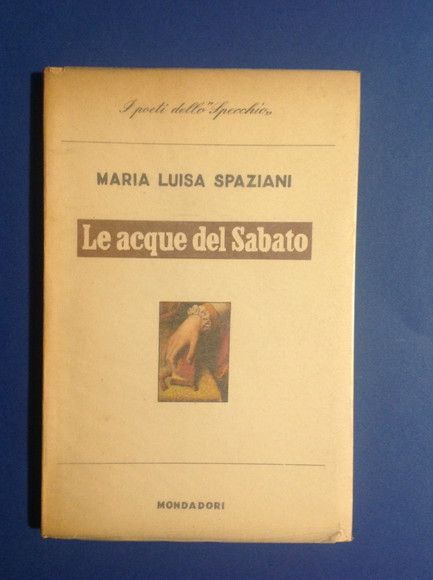 I poeti dello "Specchio"
MARIA LUISA SPAZIANI
Le acque del Sabato
MONDADORI